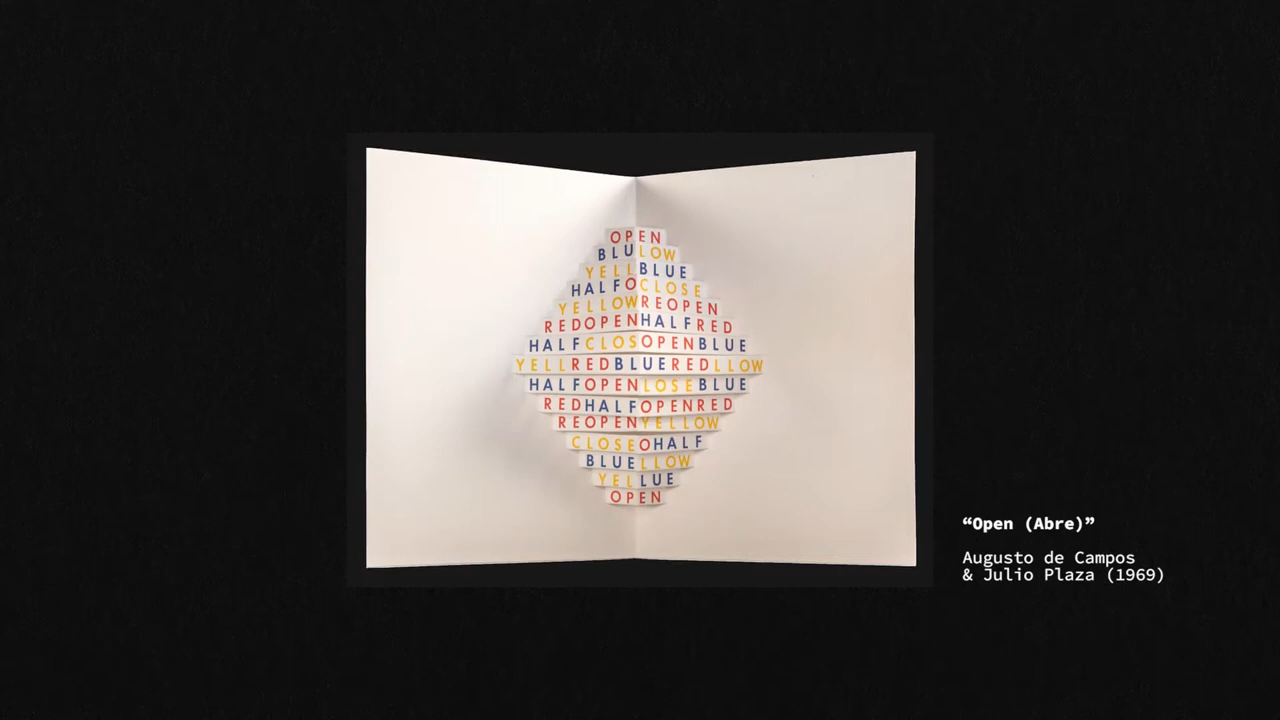 OPEN
BLULOW
YELLBLUE
HALFOCLOSE
YELLOWREOPEN
REDOPENHALFRED
HALFCLOSOPENBLUE
YELLREDBLUEREDLLOW
HALFOPENLOSEBLUE
REDHALFOPENRED
REOPENYELLOW
CLOSEOHALF
BLUELLOW
YELLUE
OPEN
“Open (Abre)”
Augusto de Campos
& Julio Plaza (1969)